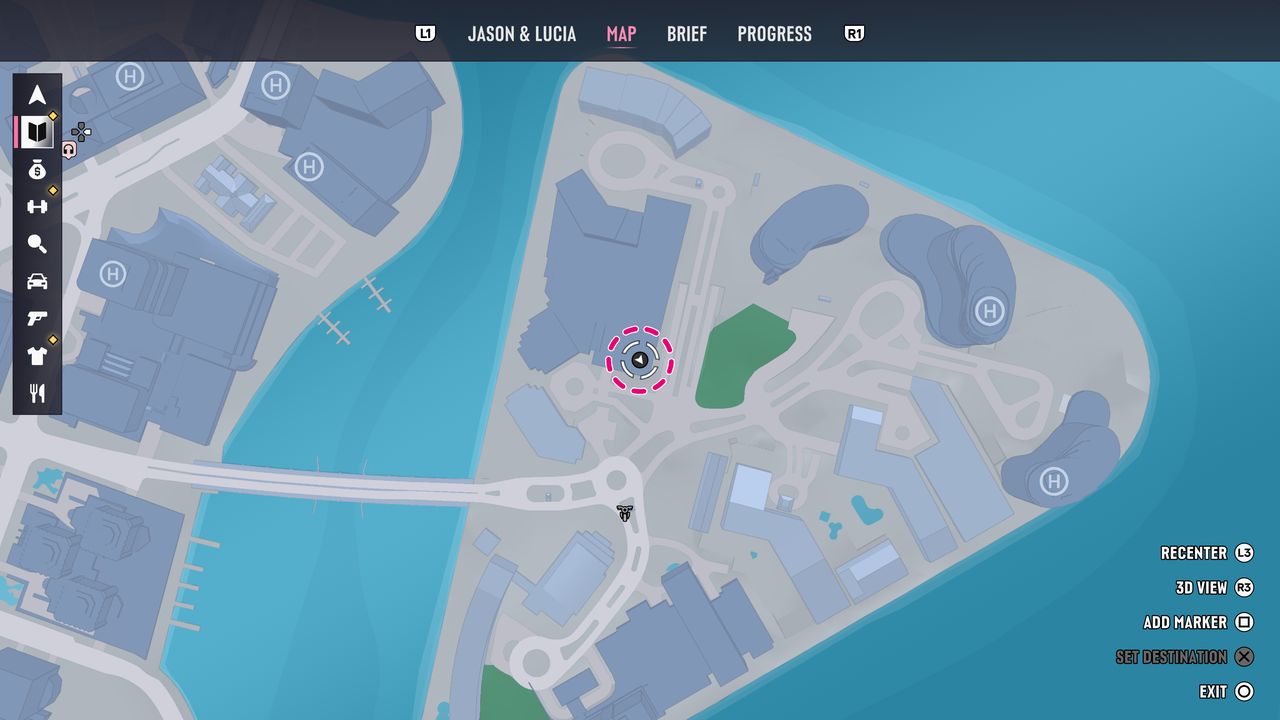 L1 JASON & LUCIA MAP BRIEF PROGRESS R1
H
H
H
H
H
H
$
RECENTER L3
3D VIEW R3
ADD MARKER
SET DESTINATION
EXIT